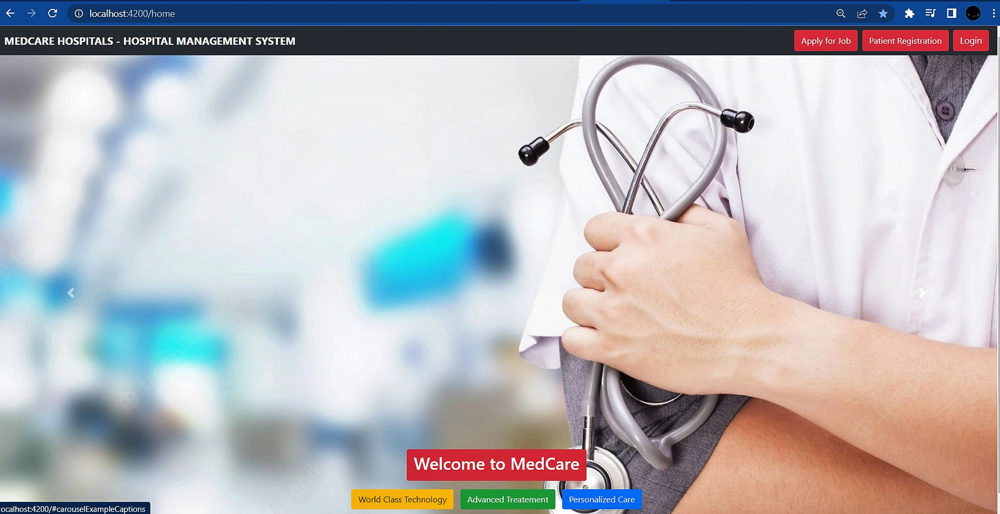 localhost:4200/home
MEDCARE HOSPITALS - HOSPITAL MANAGEMENT SYSTEM
Apply for Job
Patient Registration
Login
Welcome to MedCare
World Class Technology
Advanced Treatement
Personalized Care
localhost:4200/#carouselExampleCaptions